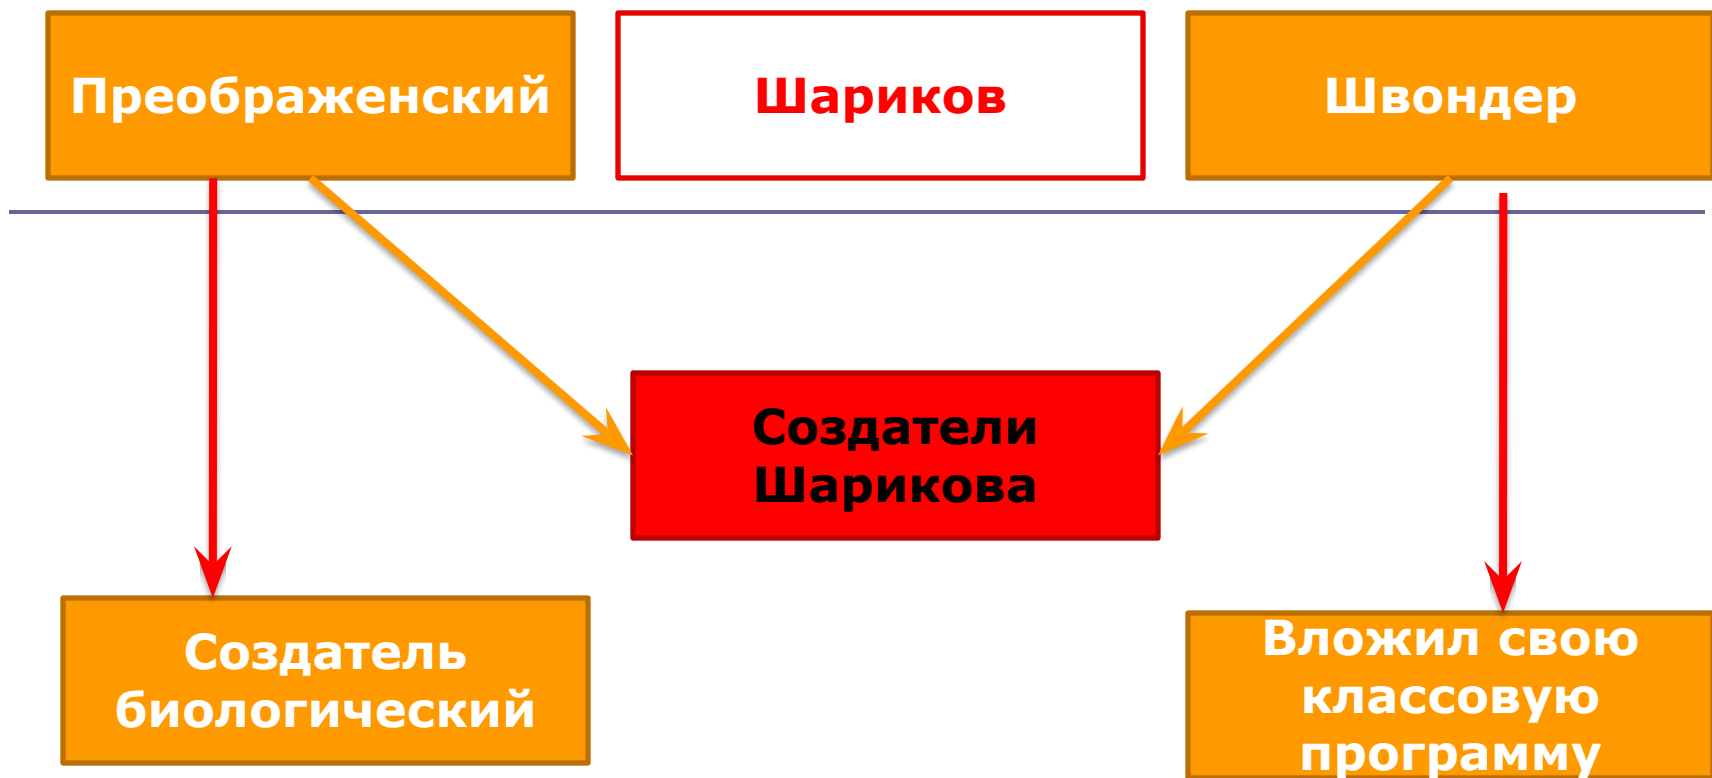 Преображенский
Шариков
Швондер
Создатели
Шарикова
Создатель
биологический
Вложил свою
классовую
программу